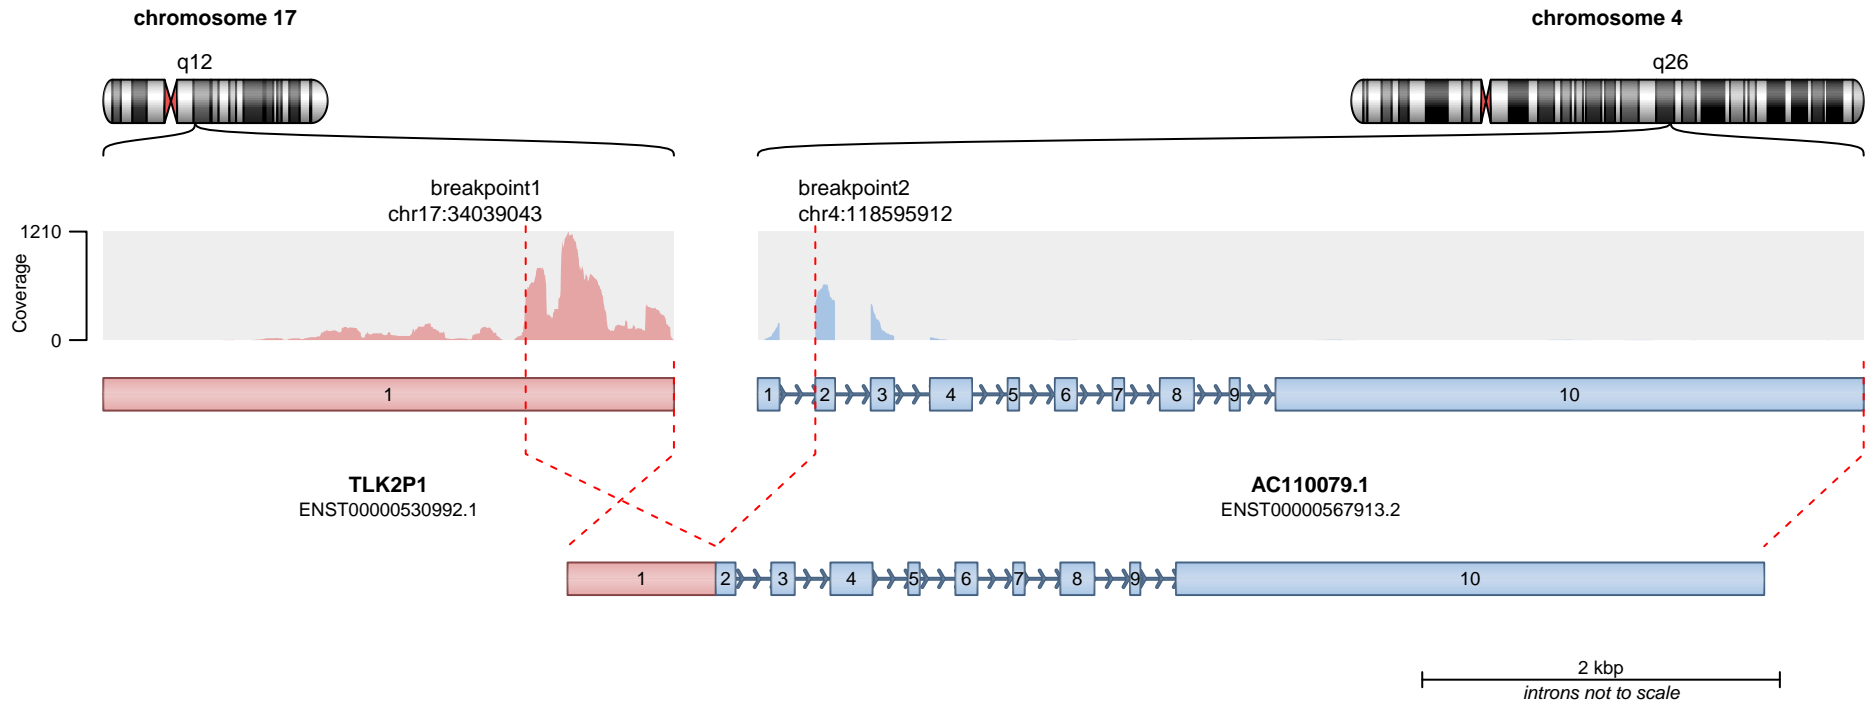 chromosome 17
chromosome 4
q12
q26
breakpoint1
chr17:34039043
breakpoint2
chr4:118595912
1210
Coverage
0
1
1 2 3 4 5 6 7 8 9 10
TLK2P1
ENST00000530992.1
AC110079.1
ENST00000567913.2
1 2 3 4 5 6 7 8 9 10
2 kbp
introns not to scale